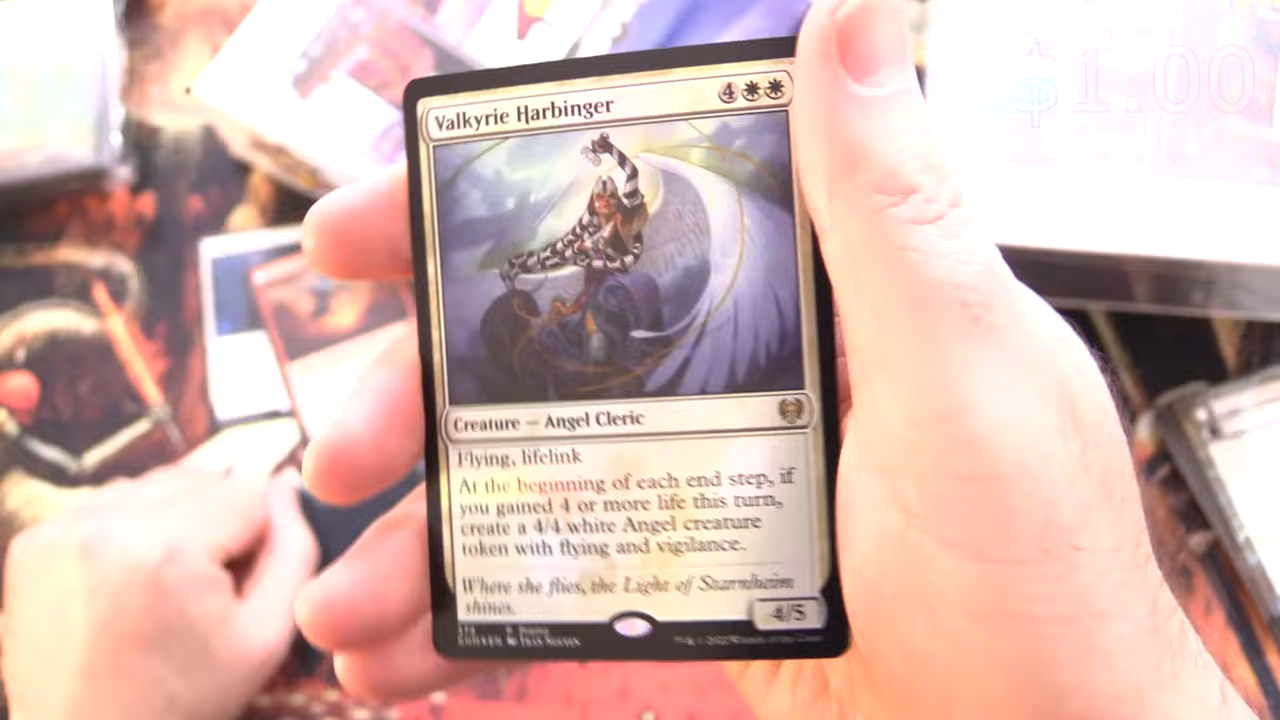 $1.00
Valkyrie Harbinger
4
Creature — Angel Cleric
Flying, lifelink
At the beginning of each end step, if
you gained 4 or more life this turn,
create a 4/4 white Angel creature
token with flying and vigilance.
Where she flies, the Light of Starnheim
shines.
4/5